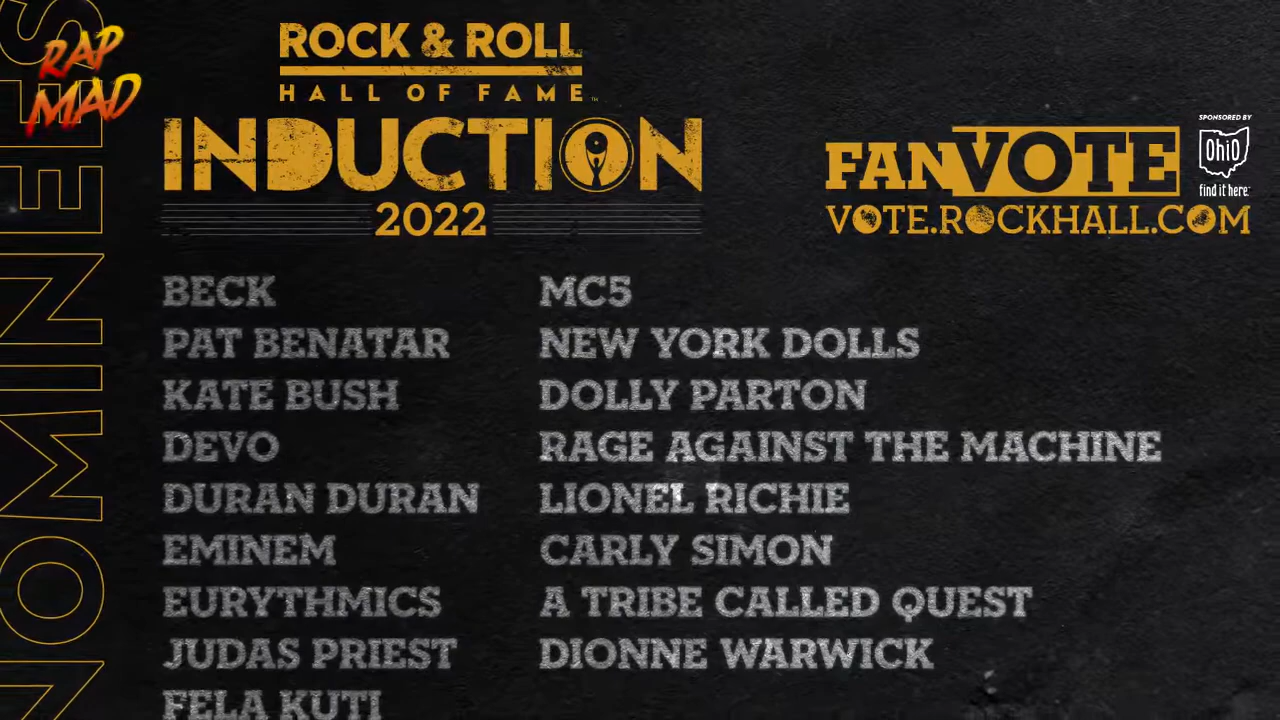 NOMINEES
RAP
MAD
ROCK & ROLL
HALL OF FAME
INDUCTION
2022
FANVOTE
VOTE.ROCKHALL.COM
SPONSORED BY
OhiO
find it here.
BECK
PAT BENATAR
KATE BUSH
DEVO
DURAN DURAN
EMINEM
EURYTHMICS
JUDAS PRIEST
FELA KUTI
MC5
NEW YORK DOLLS
DOLLY PARTON
RAGE AGAINST THE MACHINE
LIONEL RICHIE
CARLY SIMON
A TRIBE CALLED QUEST
DIONNE WARWICK